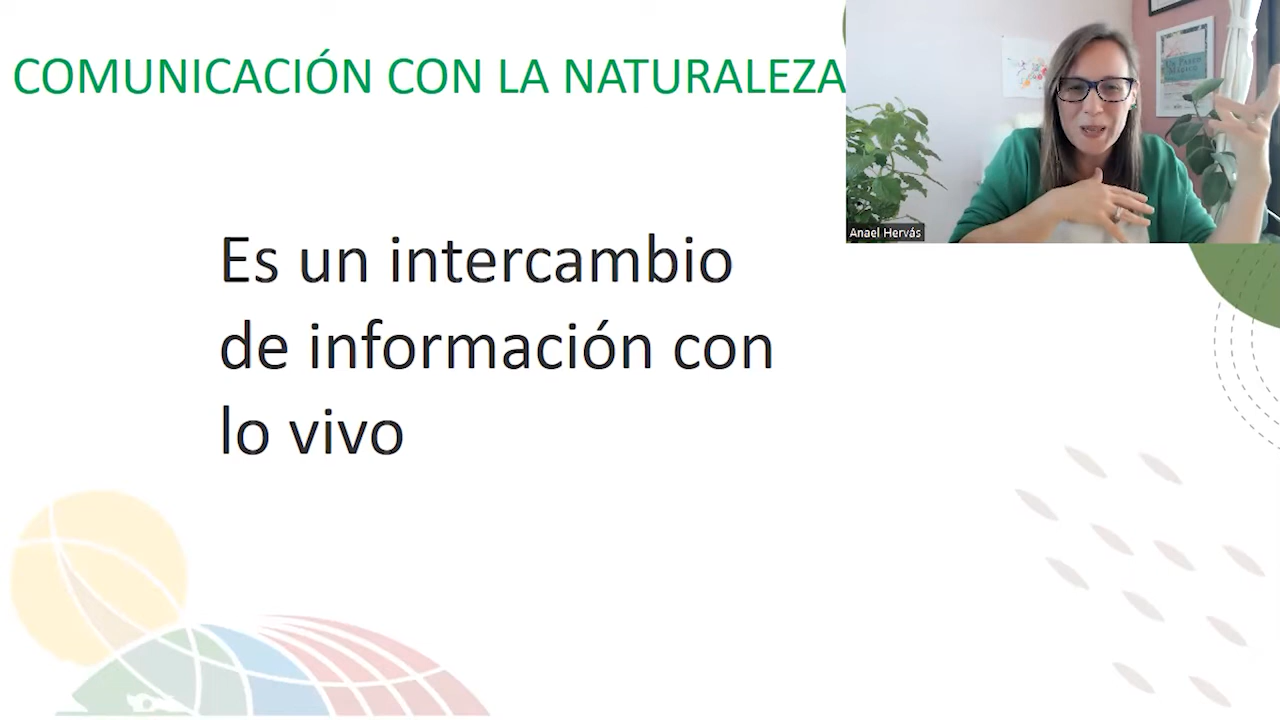 COMUNICACIÓN CON LA NATURALEZA
Es un intercambio
de información con
lo vivo
Anael Hervás